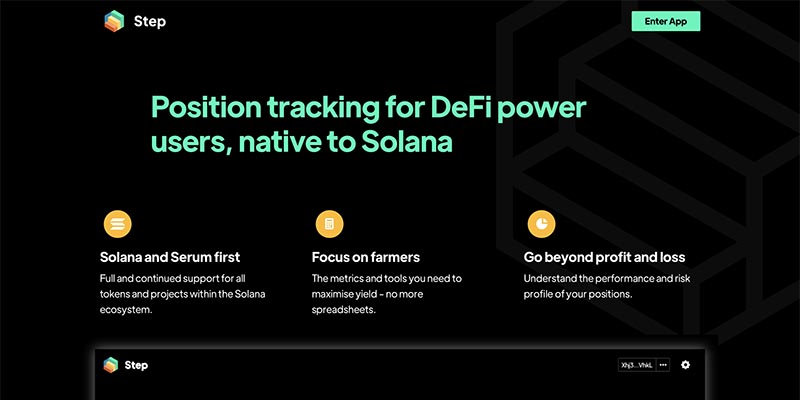 Step
Enter App
Position tracking for DeFi power
users, native to Solana
Solana and Serum first
Full and continued support for all
tokens and projects within the Solana
ecosystem.
Focus on farmers
The metrics and tools you need to
maximise yield - no more
spreadsheets.
Go beyond profit and loss
Understand the performance and risk
profile of your positions.
Step
Xhj3...VhkL